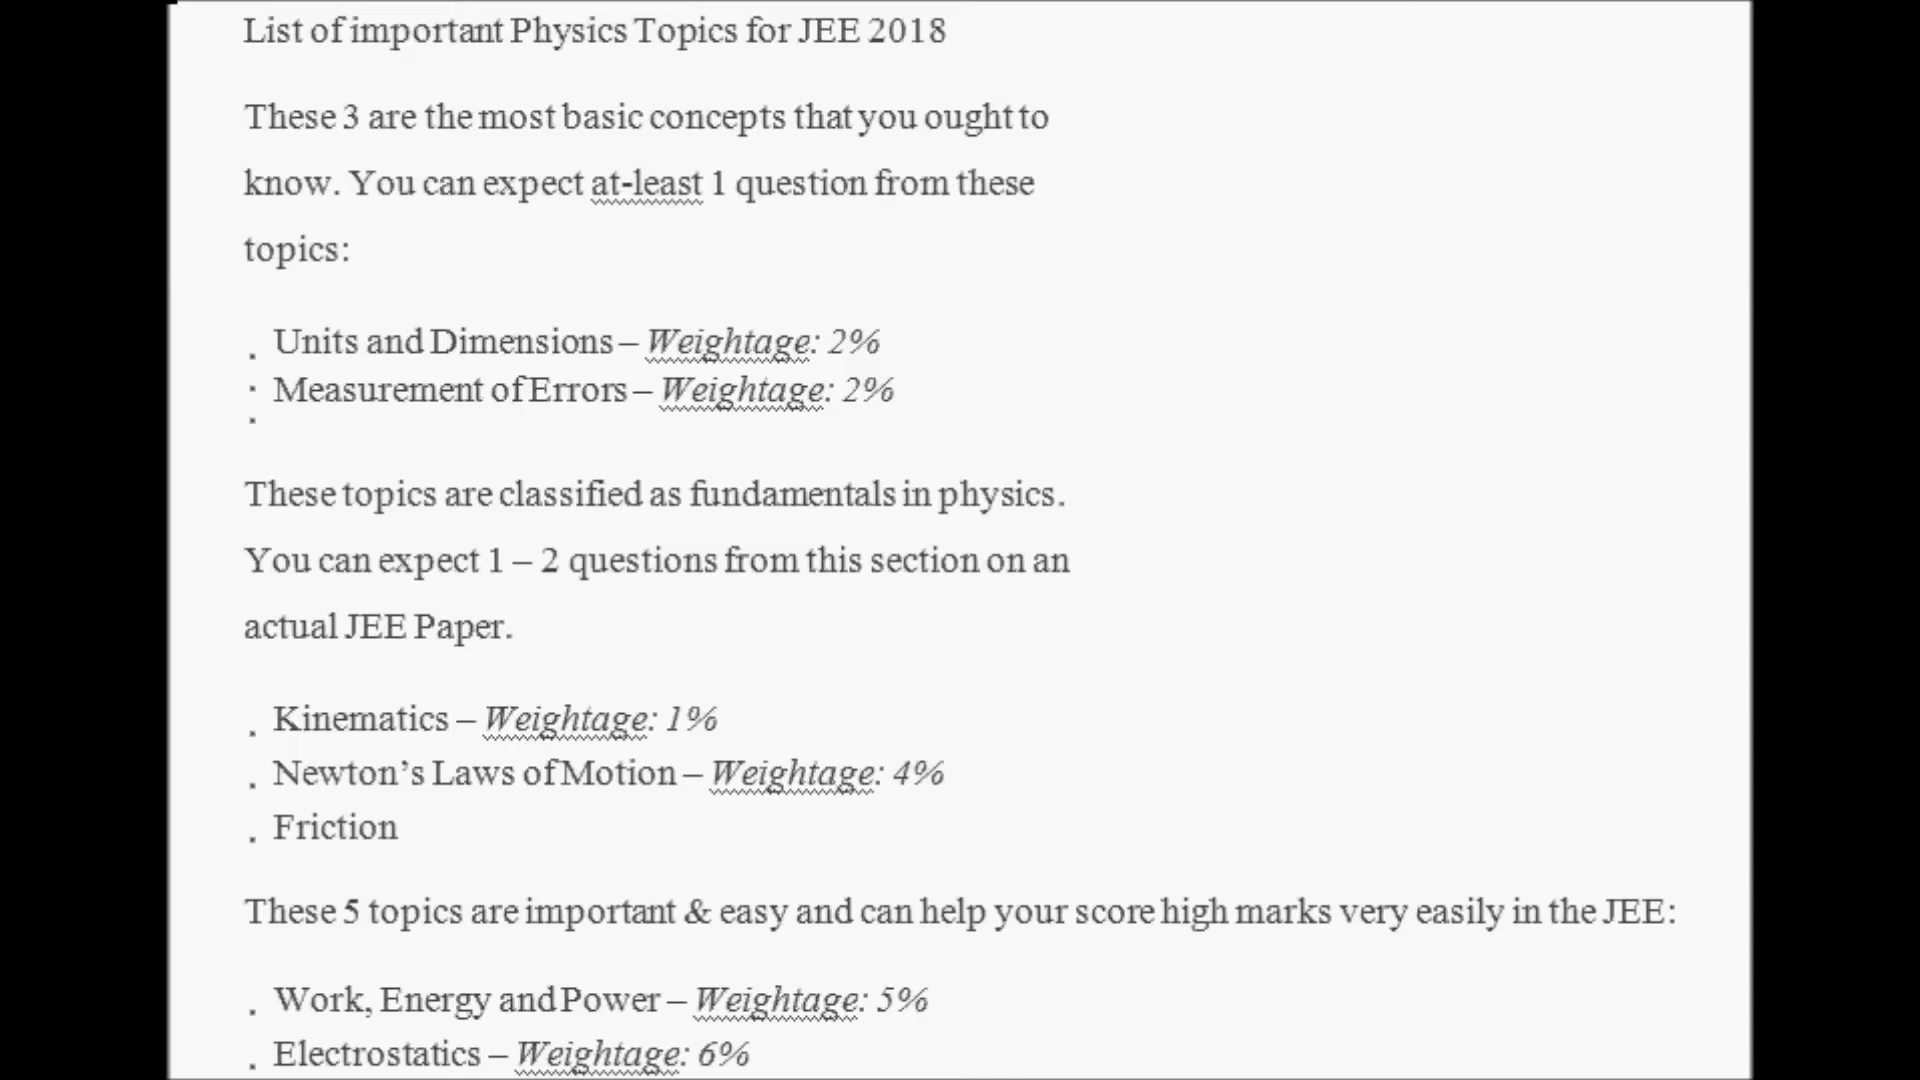 List of important Physics Topics for JEE 2018
These 3 are the most basic concepts that you ought to
know. You can expect at-least 1 question from these
topics:
Units and Dimensions – Weightage: 2%
Measurement of Errors – Weightage: 2%
These topics are classified as fundamentals in physics.
You can expect 1 – 2 questions from this section on an
actual JEE Paper.
Kinematics – Weightage: 1%
Newton’s Laws of Motion – Weightage: 4%
Friction
These 5 topics are important & easy and can help your score high marks very easily in the JEE:
Work, Energy and Power – Weightage: 5%
Electrostatics – Weightage: 6%